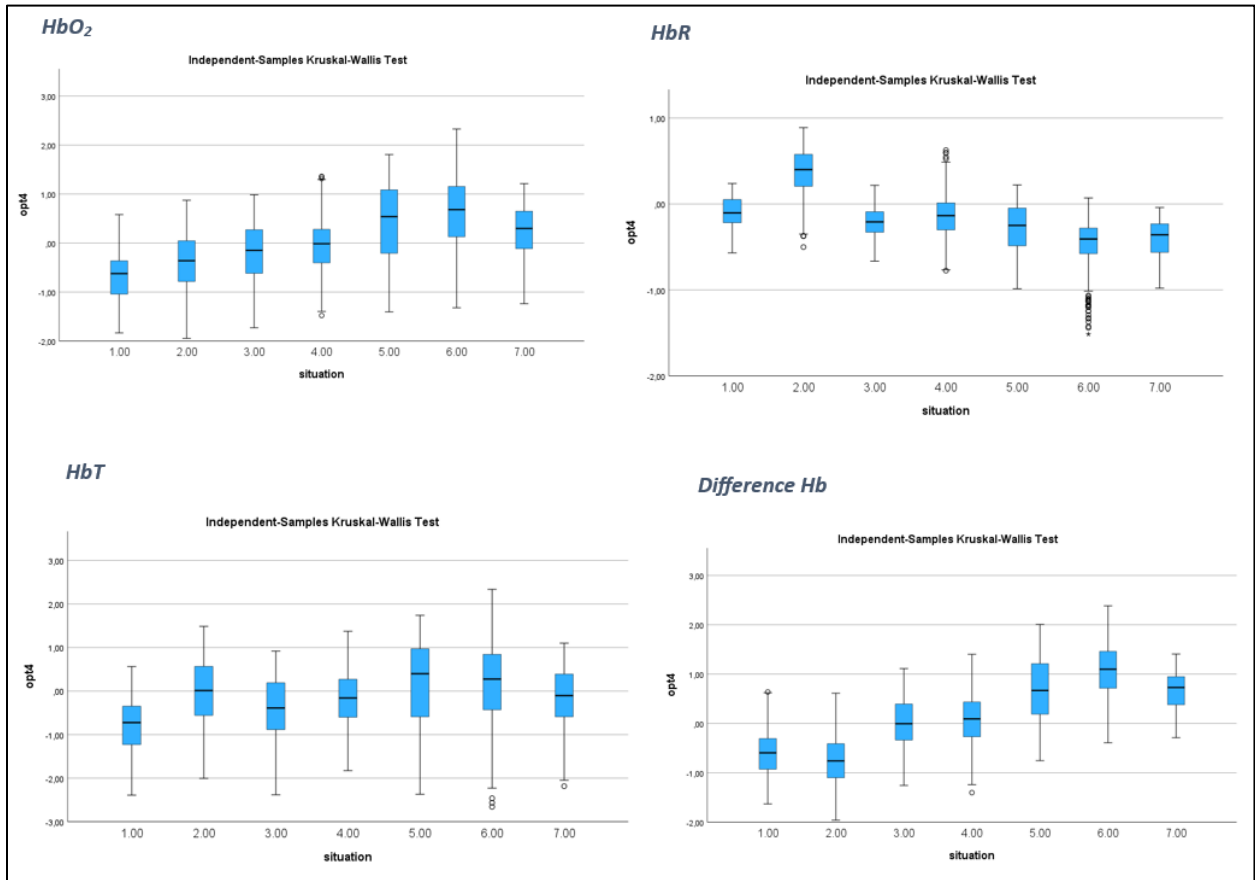 HbO₂
Independent-Samples Kruskal-Wallis Test
3,00
2,00
1,00
,00
-1,00
-2,00
opt4
1.00 2.00 3.00 4.00 5.00 6.00 7.00
situation
HbR
Independent-Samples Kruskal-Wallis Test
1,00
,00
-1,00
-2,00
opt4
1.00 2.00 3.00 4.00 5.00 6.00 7.00
situation
HbT
Independent-Samples Kruskal-Wallis Test
3,00
2,00
1,00
,00
-1,00
-2,00
-3,00
opt4
1.00 2.00 3.00 4.00 5.00 6.00 7.00
situation
Difference Hb
Independent-Samples Kruskal-Wallis Test
3,00
2,00
1,00
,00
-1,00
-2,00
opt4
1.00 2.00 3.00 4.00 5.00 6.00 7.00
situation